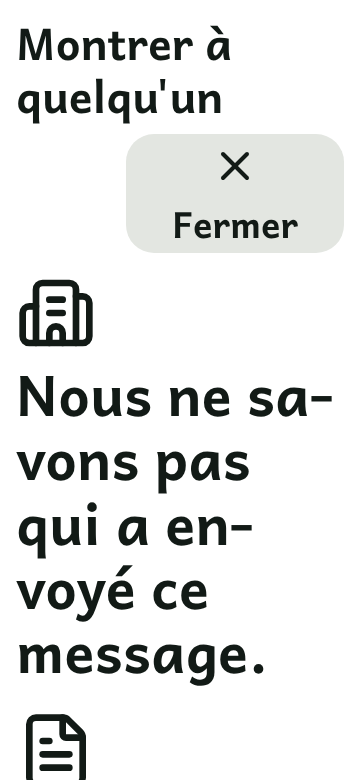 Montrer à
quelqu'un
Fermer
Nous ne sa-
vons pas
qui a en-
voyé ce
message.